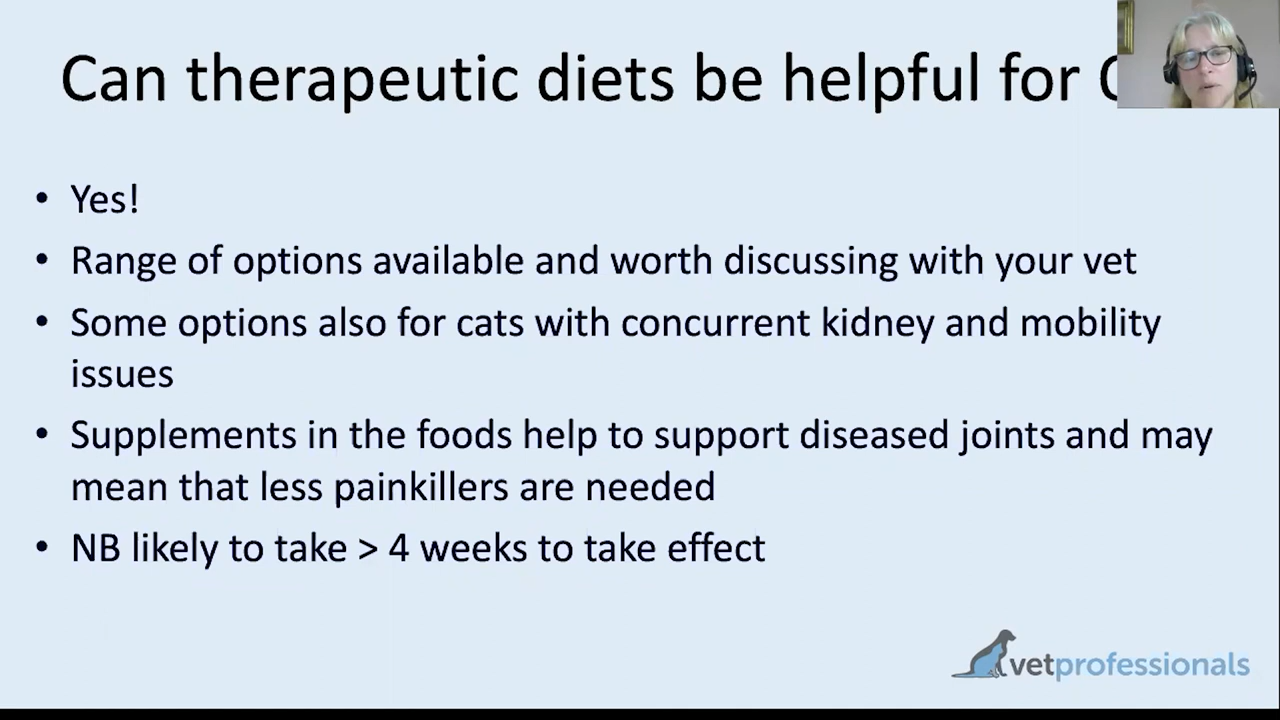 Can therapeutic diets be helpful for
• Yes!
• Range of options available and worth discussing with your vet
• Some options also for cats with concurrent kidney and mobility
issues
• Supplements in the foods help to support diseased joints and may
mean that less painkillers are needed
• NB likely to take > 4 weeks to take effect
vetprofessionals